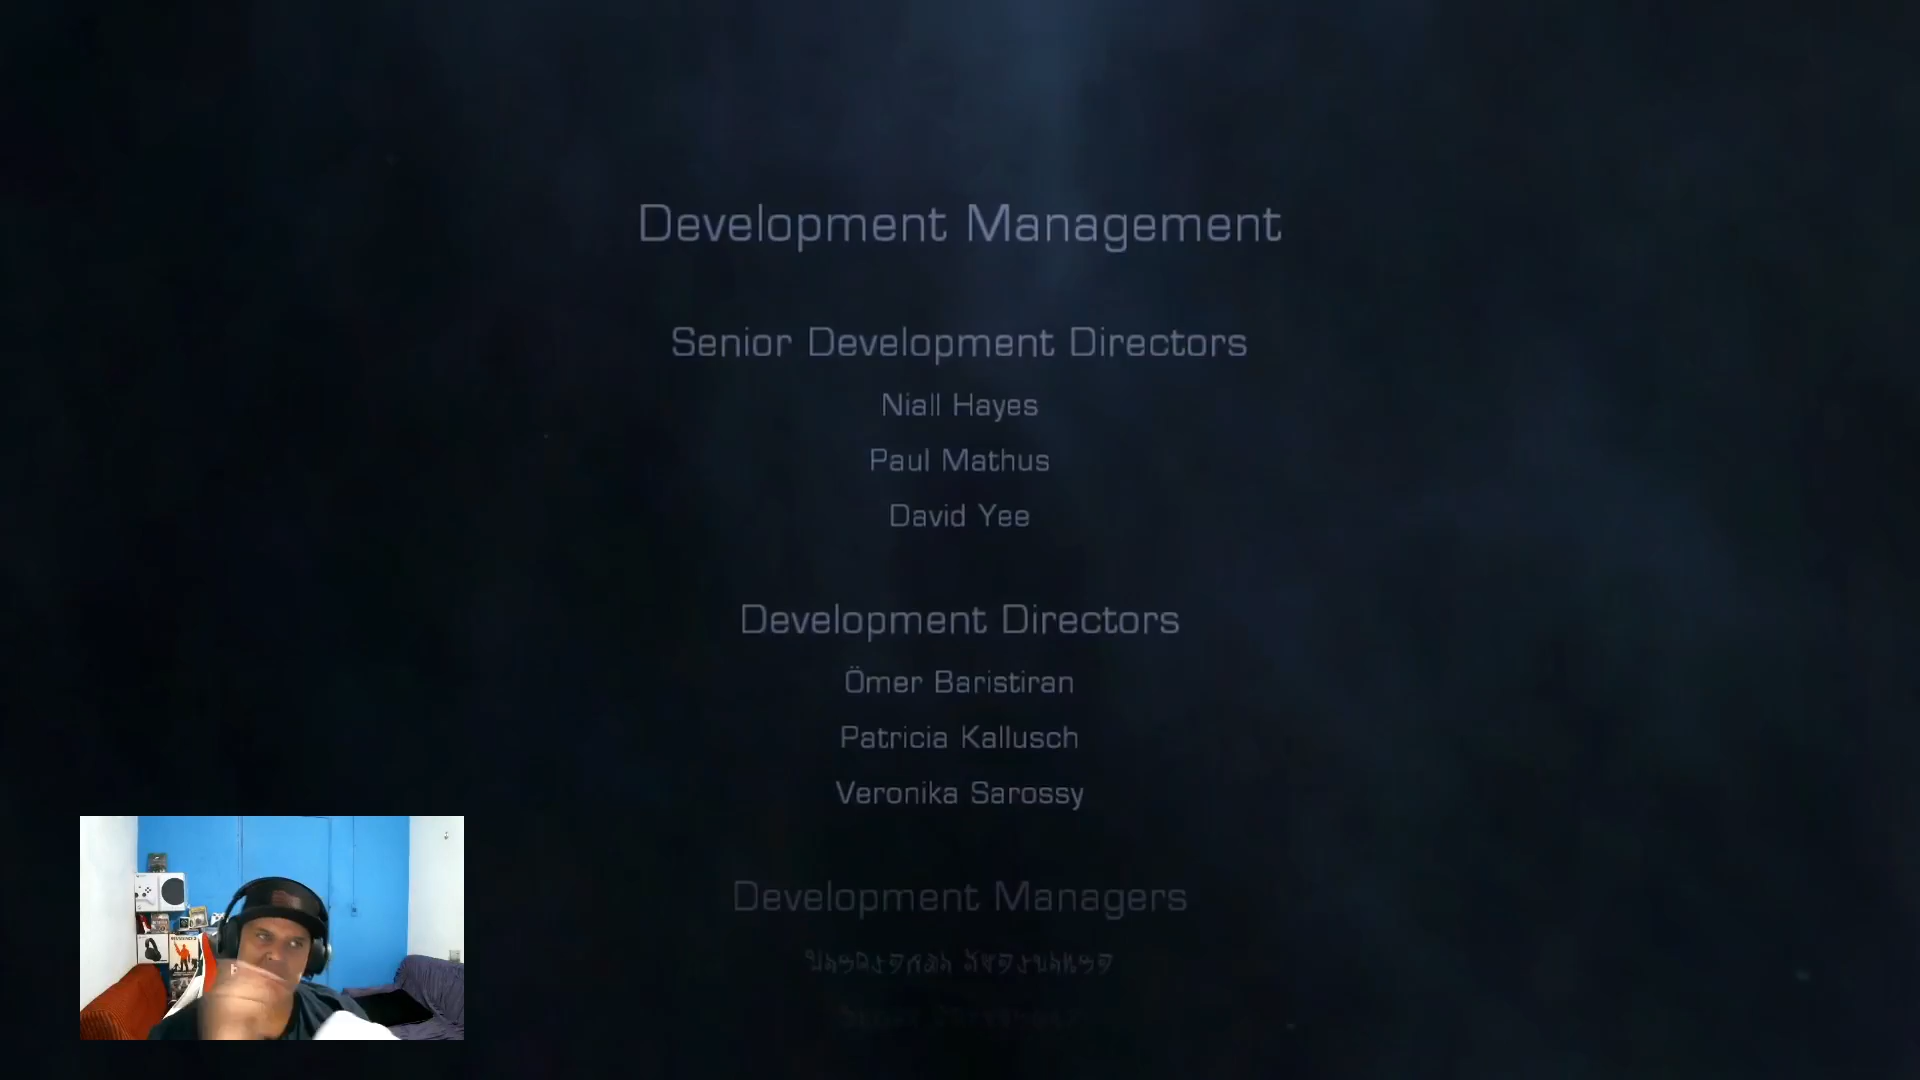 Development Management
Senior Development Directors
Niall Hayes
Paul Mathus
David Yee
Development Directors
Ömer Baristiran
Patricia Kallusch
Veronika Sarossy
Development Managers